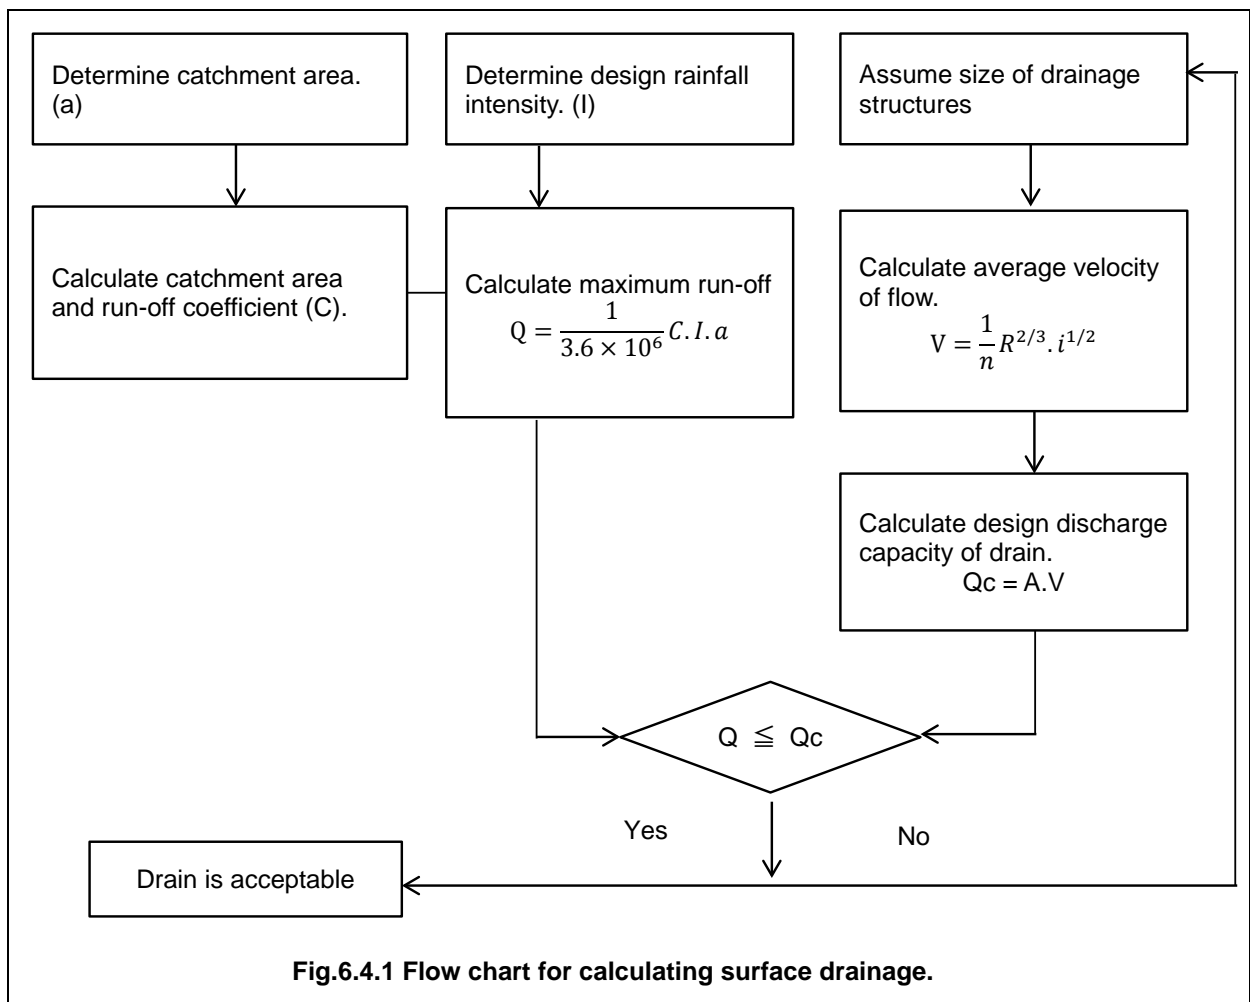 Determine catchment area.
(a)
Determine design rainfall
intensity. (I)
Assume size of drainage
structures
Calculate catchment area
and run-off coefficient (C).
Calculate maximum run-off
Q = \frac{1}{3.6 × 10^6} C.I.a
Calculate average velocity
of flow.
V = \frac{1}{n} R^{2/3}. i^{1/2}
Calculate design discharge
capacity of drain.
Qc = A.V
Q ≦ Qc
Yes
No
Drain is acceptable
Fig.6.4.1 Flow chart for calculating surface drainage.